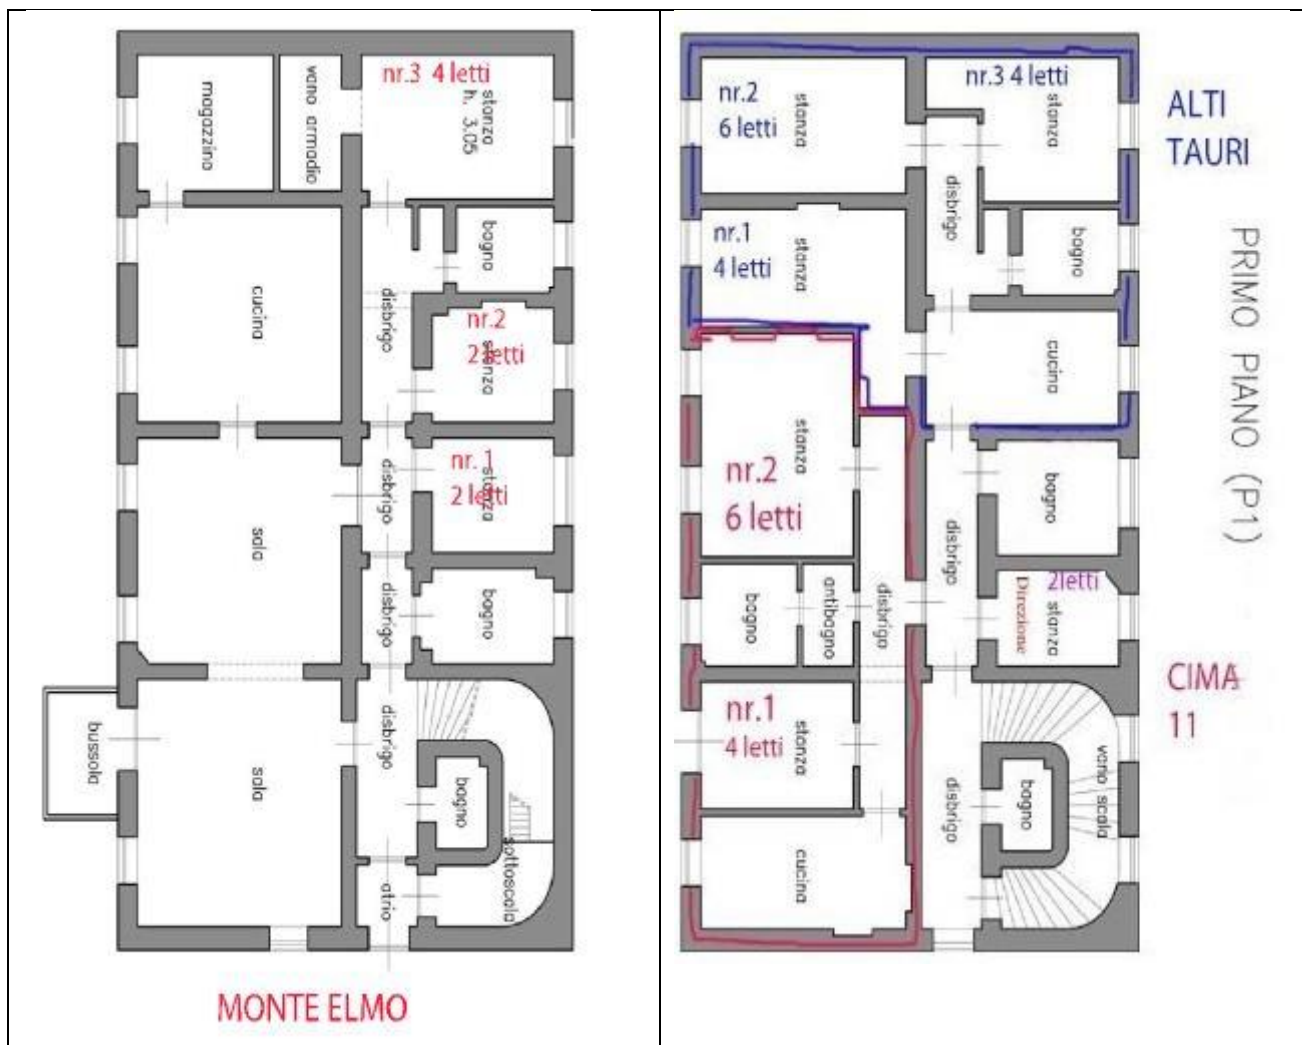 magazzino
vano armadio
nr.3 4 letti
stanza
h. 3.05
bagno
cucina
disbrigo
nr.2
2 letti
stanza
nr. 1
2 letti
stanza
disbrigo
sala
disbrigo
bagno
bussola
sala
disbrigo
bagno
sottoscala
atrio
MONTE ELMO
nr.2
6 letti
stanza
nr.3 4 letti
stanza
ALTI
TAURI
disbrigo
nr.1
4 letti
stanza
bagno
PRIMO PIANO (P1)
cucina
stanza
nr.2
6 letti
bagno
disbrigo
bagno
antibagno
disbrigo
Direzione
2letti
stanza
CIMA
11
nr.1
4 letti
stanza
disbrigo
bagno
vano scala
cucina